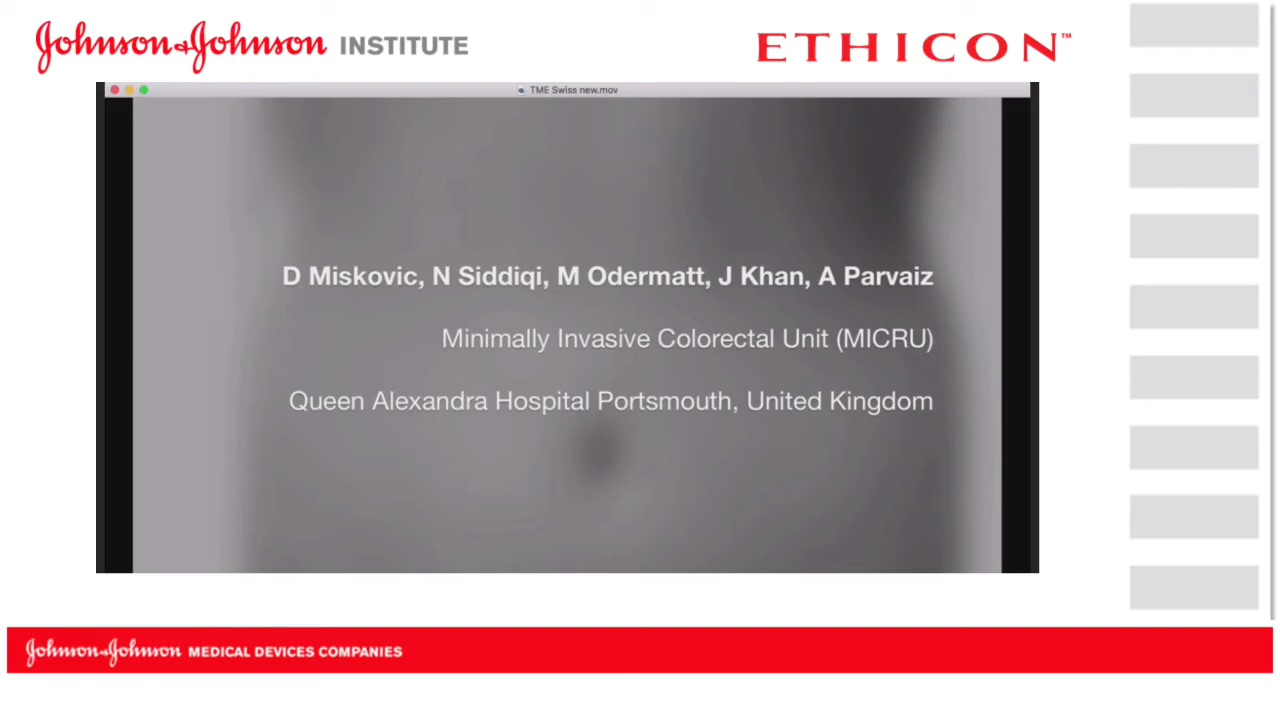 Johnson & Johnson INSTITUTE
ETHICON™
TME Swiss new.mov
D Miskovic, N Siddiqi, M Odermatt, J Khan, A Parvaiz
Minimally Invasive Colorectal Unit (MICRU)
Queen Alexandra Hospital Portsmouth, United Kingdom
Johnson & Johnson MEDICAL DEVICES COMPANIES